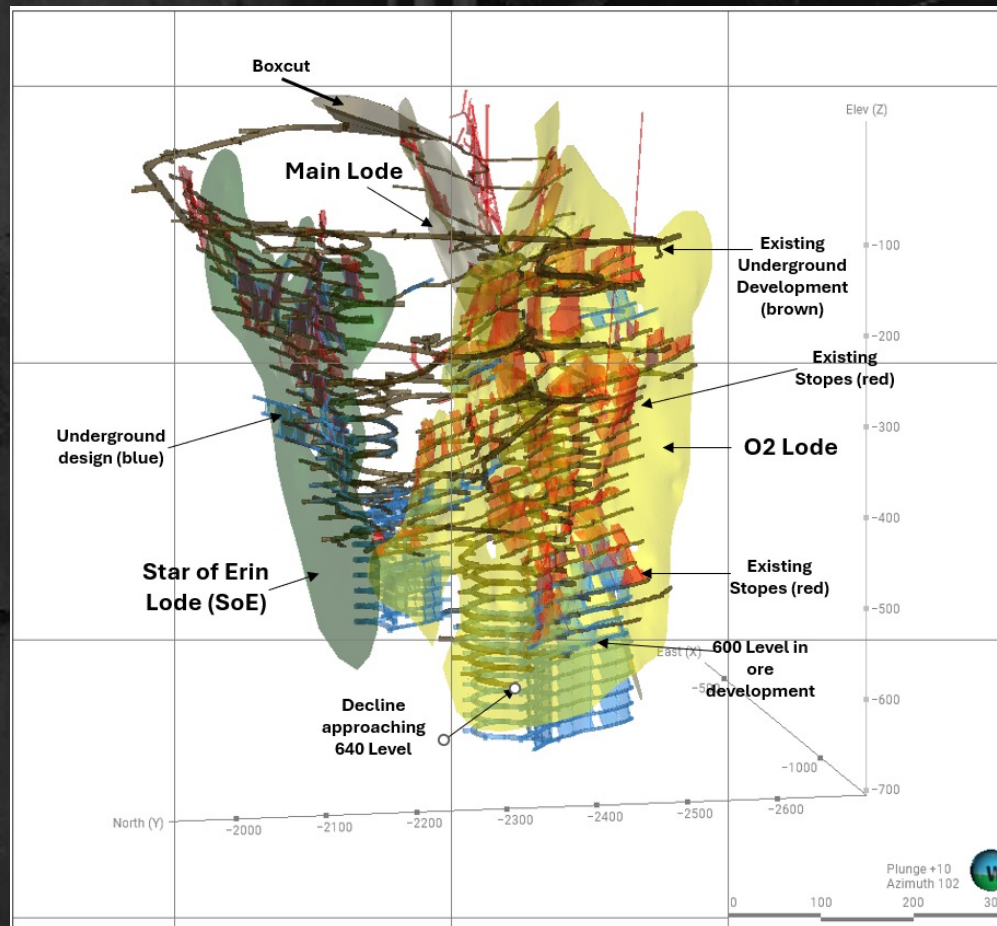 Boxcut
Elev (Z)
Main Lode
−100
Existing
Underground
Development
(brown)
−200
Existing
Stopes (red)
−300
Underground
design (blue)
O2 Lode
−400
Star of Erin
Lode (SoE)
Existing
Stopes (red)
−500
East (X)
600 Level in
ore
development
−600
Decline
approaching
640 Level
−1000
−700
North (Y)
−2000
−2100
−2200
−2300
−2400
−2500
−2600
Plunge +10
Azimuth 102
0
100
200